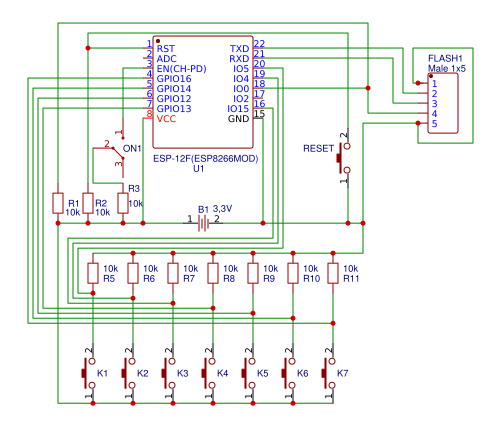 1 RST TXD 22
2 ADC RXD 21
3 EN(CH-PD) IO5 20
4 GPIO16 IO4 19
5 GPIO14 IO0 18
6 GPIO12 IO2 17
7 GPIO13 IO15 16
8 VCC GND 15
ESP-12F(ESP8266MOD)
U1
FLASH1
Male 1x5
1
2
3
4
5
1
2
3
ON1
RESET
2
1
R1
10k
R2
10k
R3
10k
B1 3,3V
1 2
10k
R5
10k
R6
10k
R7
10k
R8
10k
R9
10k
R10
10k
R11
2 2 2 2 2 2 2
K1 K2 K3 K4 K5 K6 K7
1 1 1 1 1 1 1